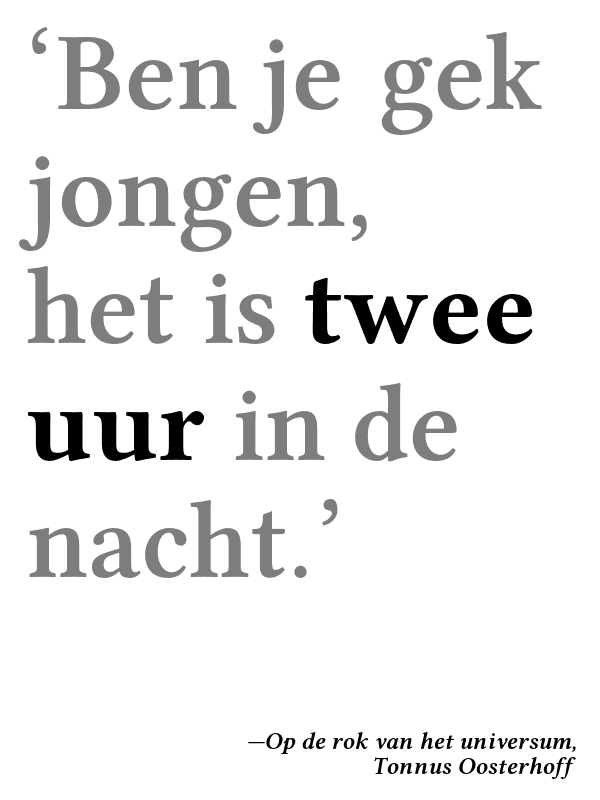 ‘Ben je gek
jongen,
het is twee
uur in de
nacht.’
—Op de rok van het universum,
Tonnus Oosterhoff